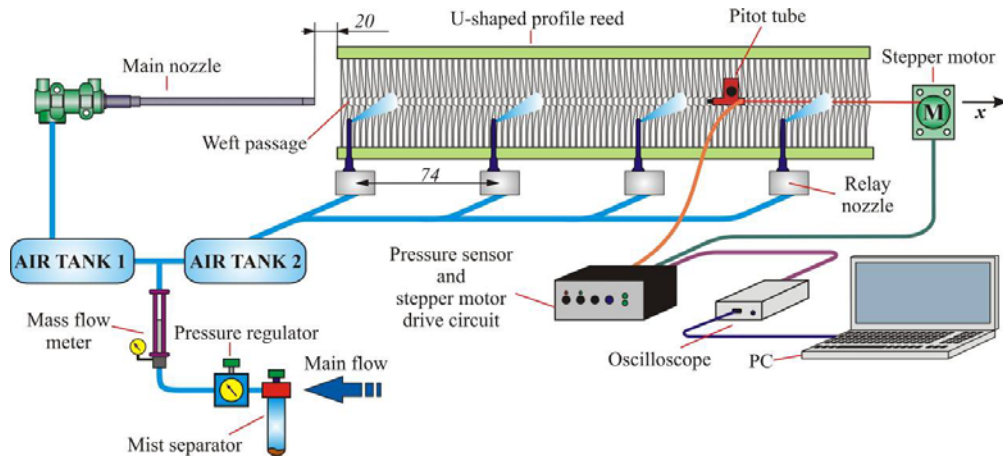 20
U-shaped profile reed
Pitot tube
Stepper
motor
Main nozzle
Weft passage
M
x
74
Relay
nozzle
AIR TANK 1
AIR TANK 2
Pressure sensor
and
stepper motor
drive circuit
Mass flow
meter
Pressure regulator
Main flow
Oscilloscope
PC
Mist separator